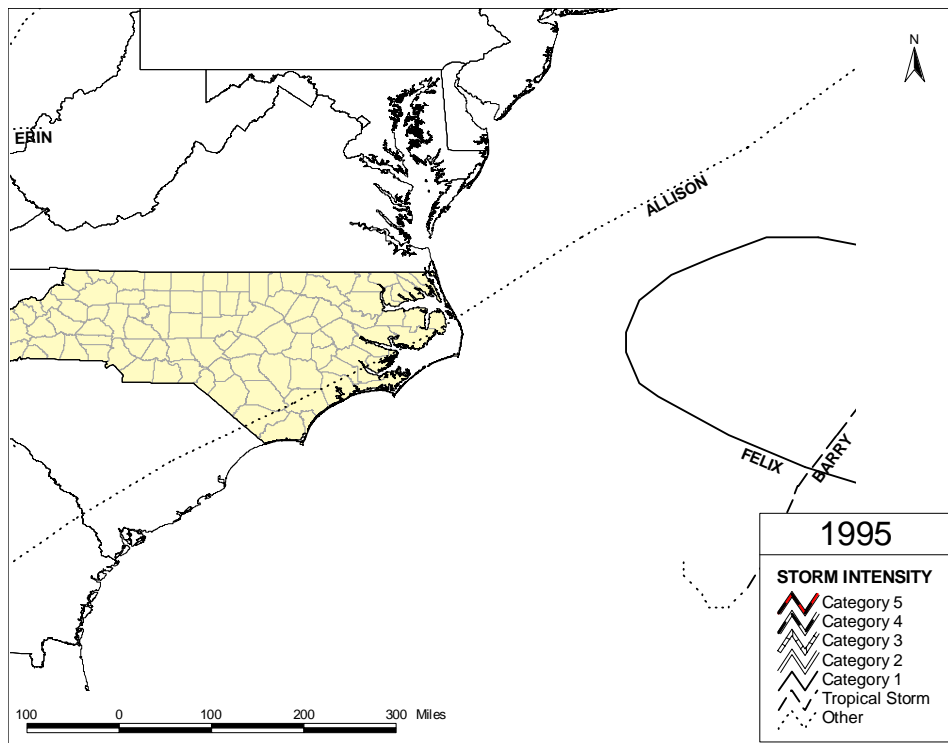 N
ERIN
ALLISON
FELIX
BARRY
1995
STORM INTENSITY
Category 5
Category 4
Category 3
Category 2
Category 1
Tropical Storm
Other
100 0 100 200 300 Miles